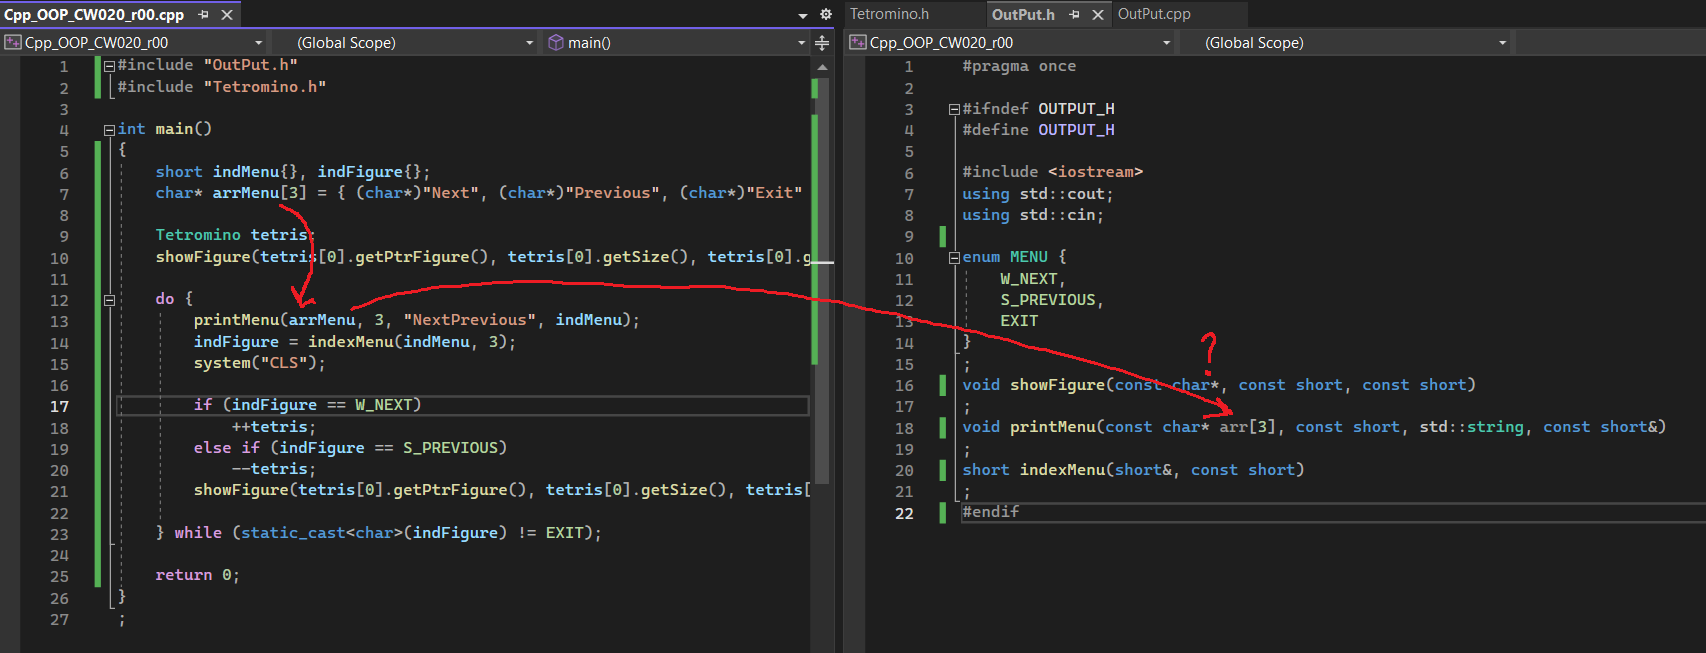 Cpp_OOP_CW020_r00.cpp
Cpp_OOP_CW020_r00 (Global Scope) main()
1 #include "OutPut.h"
2 #include "Tetromino.h"
3
4 int main()
5 {
6 short indMenu{}, indFigure{};
7 char* arrMenu[3] = { (char*)"Next", (char*)"Previous", (char*)"Exit"
8
9 Tetromino tetris;
10 showFigure(tetris[0].getPtrFigure(), tetris[0].getSize(), tetris[0].g
11
12 do {
13 printMenu(arrMenu, 3, "NextPrevious", indMenu);
14 indFigure = indexMenu(indMenu, 3);
15 system("CLS");
16
17 if (indFigure == W_NEXT)
18 ++tetris;
19 else if (indFigure == S_PREVIOUS)
20 --tetris;
21 showFigure(tetris[0].getPtrFigure(), tetris[0].getSize(), tetris[
22
23 } while (static_cast<char>(indFigure) != EXIT);
24
25 return 0;
26 }
27 ;
Tetromino.h OutPut.h OutPut.cpp
Cpp_OOP_CW020_r00 (Global Scope)
1 #pragma once
2
3 #ifndef OUTPUT_H
4 #define OUTPUT_H
5
6 #include <iostream>
7 using std::cout;
8 using std::cin;
9
10 enum MENU {
11 W_NEXT,
12 S_PREVIOUS,
13 EXIT
14 }
15 ;
?
16 void showFigure(const char*, const short, const short)
17 ;
18 void printMenu(const char* arr[3], const short, std::string, const short&)
19 ;
20 short indexMenu(short&, const short)
21 ;
22 #endif